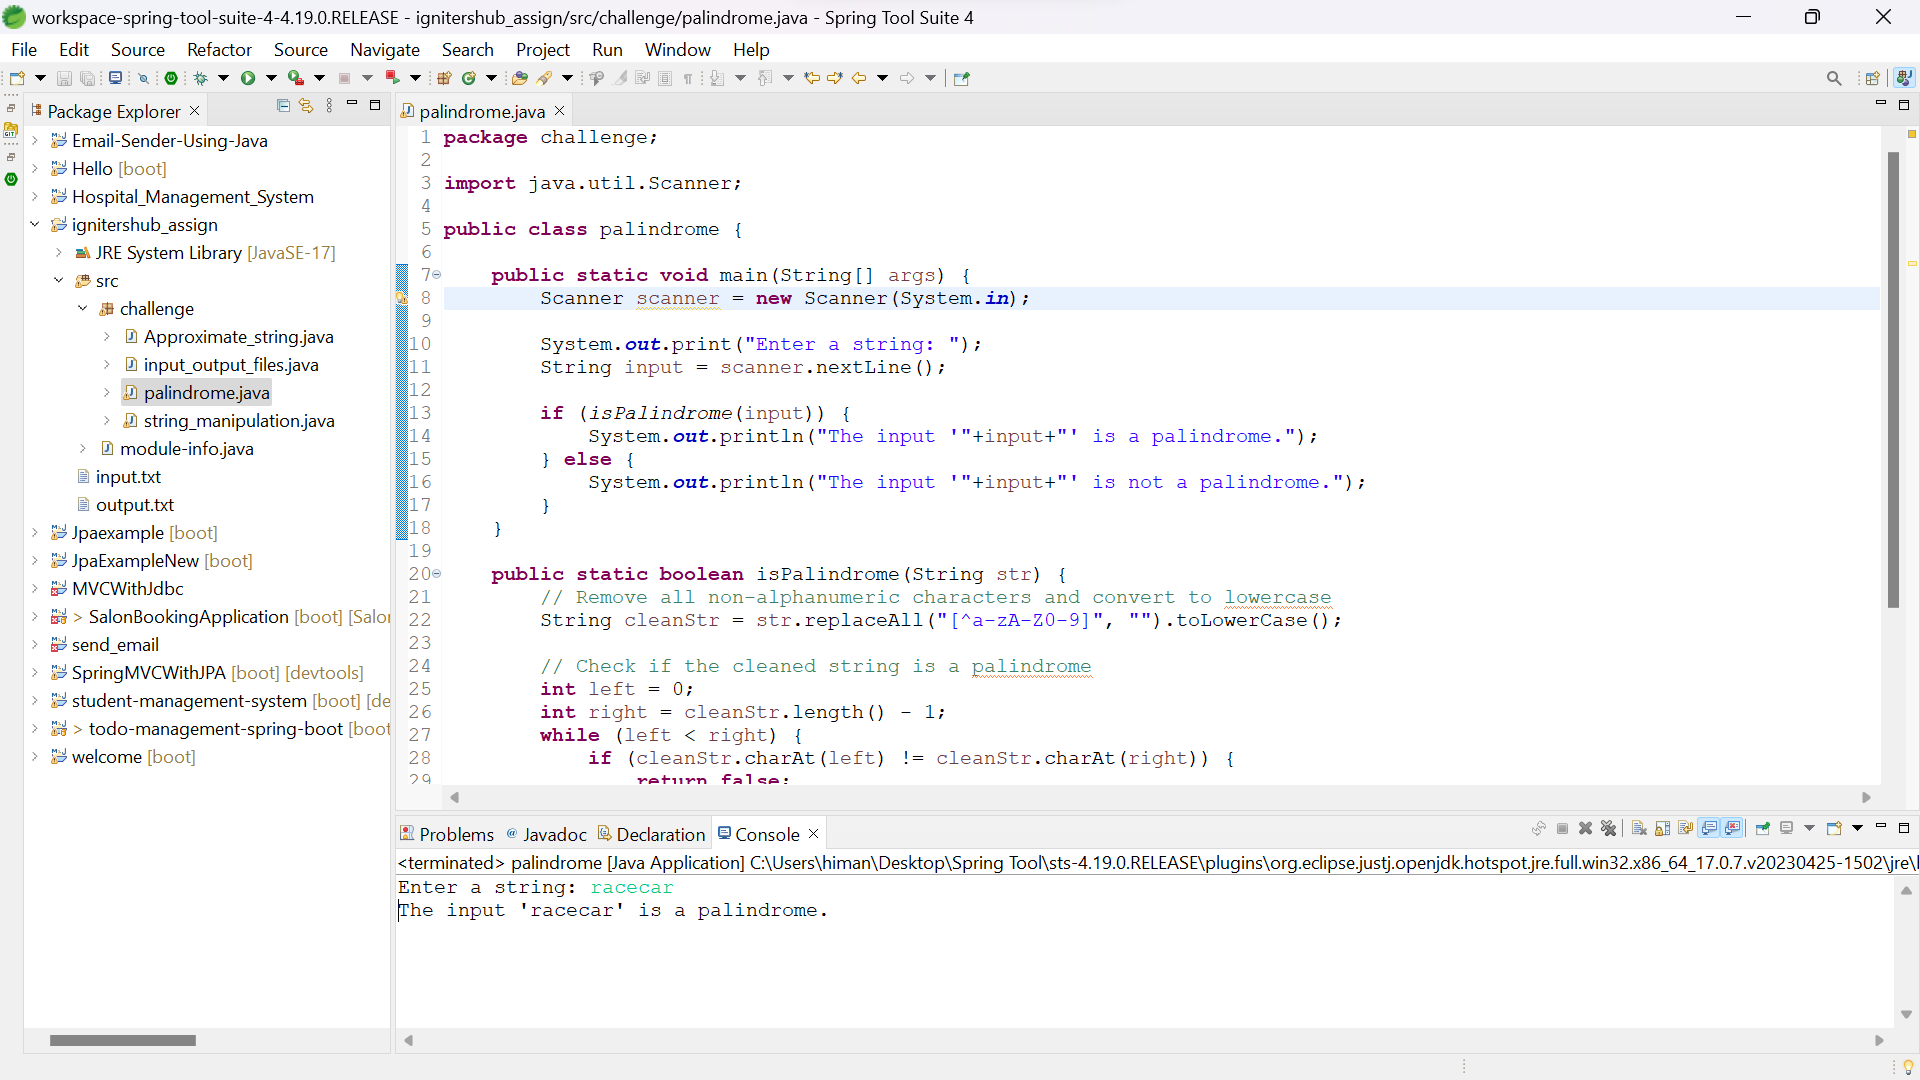 workspace-spring-tool-suite-4-4.19.0.RELEASE - ignitershub_assign/src/challenge/palindrome.java - Spring Tool Suite 4
File Edit Source Refactor Source Navigate Search Project Run Window Help
Package Explorer
Email-Sender-Using-Java
Hello [boot]
Hospital_Management_System
ignitershub_assign
JRE System Library [JavaSE-17]
src
challenge
Approximate_string.java
input_output_files.java
palindrome.java
string_manipulation.java
module-info.java
input.txt
output.txt
Jpaexample [boot]
JpaExampleNew [boot]
MVCWithJdbc
> SalonBookingApplication [boot] [Salon
send_email
SpringMVCWithJPA [boot] [devtools]
student-management-system [boot] [de
> todo-management-spring-boot [boot
welcome [boot]
palindrome.java
1 package challenge;
2
3 import java.util.Scanner;
4
5 public class palindrome {
6
7 public static void main(String[] args) {
8 Scanner scanner = new Scanner(System.in);
9
10 System.out.print("Enter a string: ");
11 String input = scanner.nextLine();
12
13 if (isPalindrome(input)) {
14 System.out.println("The input '"+input+"' is a palindrome.");
15 } else {
16 System.out.println("The input '"+input+"' is not a palindrome.");
17 }
18 }
19
20 public static boolean isPalindrome(String str) {
21 // Remove all non-alphanumeric characters and convert to lowercase
22 String cleanStr = str.replaceAll("[^a-zA-Z0-9]", "").toLowerCase();
23
24 // Check if the cleaned string is a palindrome
25 int left = 0;
26 int right = cleanStr.length() - 1;
27 while (left < right) {
28 if (cleanStr.charAt(left) != cleanStr.charAt(right)) {
29 return false;
Problems @ Javadoc Declaration Console
<terminated> palindrome [Java Application] C:\Users\himan\Desktop\Spring Tool\sts-4.19.0.RELEASE\plugins\org.eclipse.justj.openjdk.hotspot.jre.full.win32.x86_64_17.0.7.v20230425-1502\jre\
Enter a string: racecar
The input 'racecar' is a palindrome.